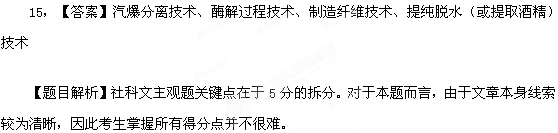 15，【答案】汽爆分离技术、酶解过程技术、制造纤维技术、提纯脱水（或提取酒精）
技术
【题目解析】社科文主观题关键点在于 5 分的拆分。对于本题而言，由于文章本身线索
较为清晰，因此考生掌握所有得分点并不很难。